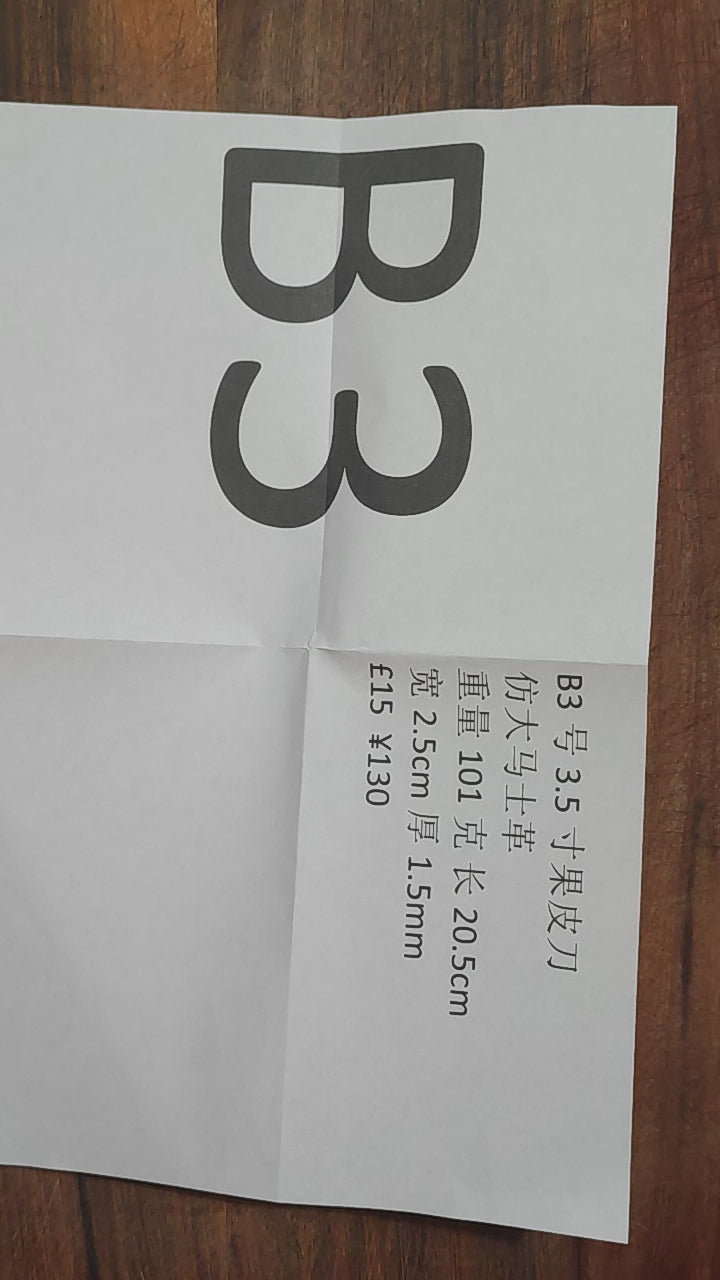 B3
B3 号 3.5 寸果皮刀
仿大马士革
重量 101 克 长 20.5cm
宽 2.5cm 厚 1.5mm
£15 ¥130